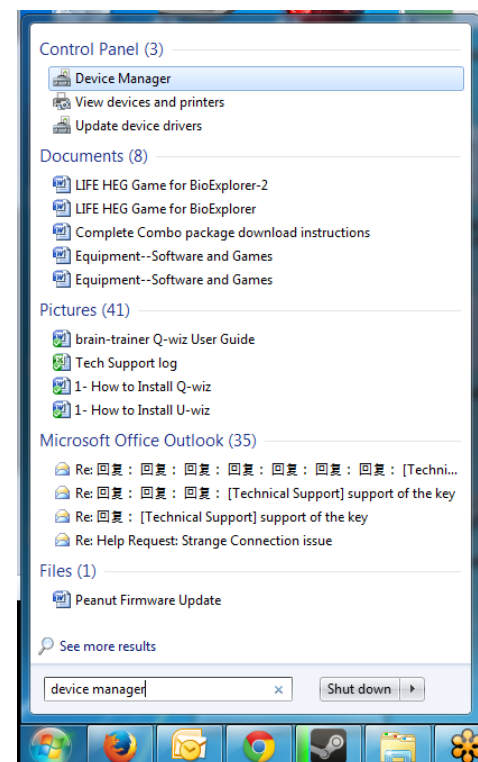 Control Panel (3)
Device Manager
View devices and printers
Update device drivers
Documents (8)
LIFE HEG Game for BioExplorer-2
LIFE HEG Game for BioExplorer
Complete Combo package download instructions
Equipment--Software and Games
Equipment--Software and Games
Pictures (41)
brain-trainer Q-wiz User Guide
Tech Support log
1- How to Install Q-wiz
1- How to Install U-wiz
Microsoft Office Outlook (35)
Re: 回复: 回复: 回复: 回复: 回复: 回复: 回复: [Techni...
Re: 回复: 回复: 回复: [Technical Support] support of the key
Re: 回复: [Technical Support] support of the key
Re: Help Request: Strange Connection issue
Files (1)
Peanut Firmware Update
See more results
device manager
Shut down